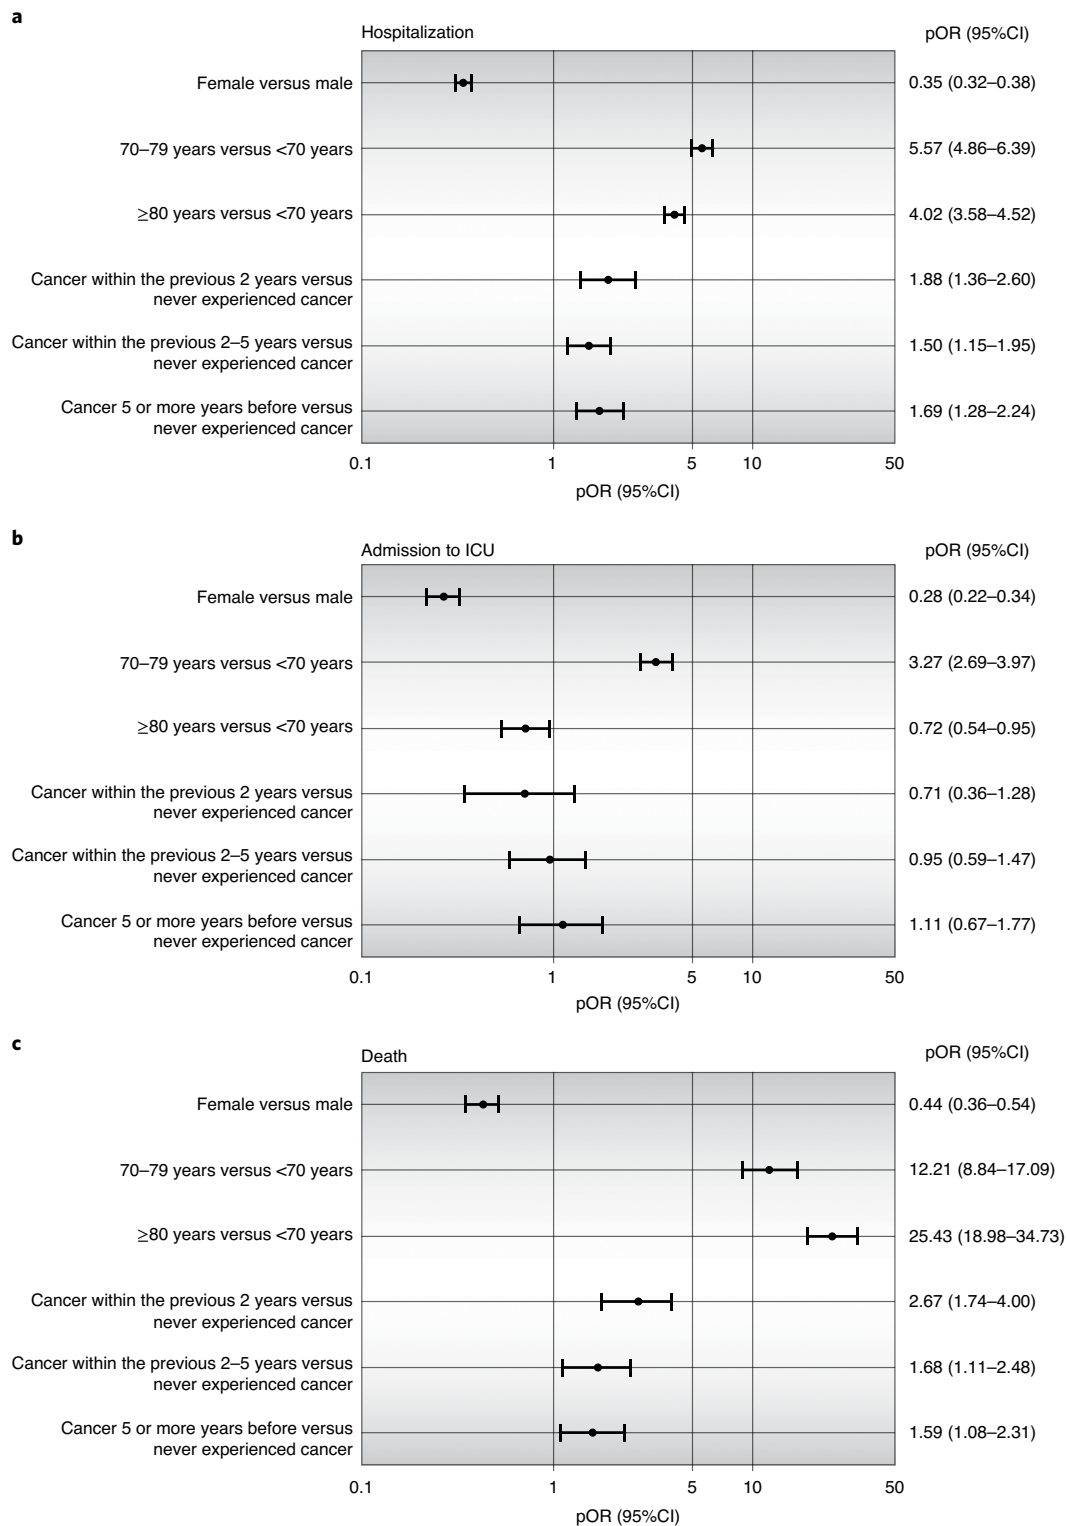 a
Hospitalization
pOR (95%CI)
Female versus male
0.35 (0.32–0.38)
70–79 years versus <70 years
5.57 (4.86–6.39)
≥80 years versus <70 years
4.02 (3.58–4.52)
Cancer within the previous 2 years versus
never experienced cancer
1.88 (1.36–2.60)
Cancer within the previous 2–5 years versus
never experienced cancer
1.50 (1.15–1.95)
Cancer 5 or more years before versus
never experienced cancer
1.69 (1.28–2.24)
0.1 1 5 10 50
pOR (95%CI)
b
Admission to ICU
pOR (95%CI)
Female versus male
0.28 (0.22–0.34)
70–79 years versus <70 years
3.27 (2.69–3.97)
≥80 years versus <70 years
0.72 (0.54–0.95)
Cancer within the previous 2 years versus
never experienced cancer
0.71 (0.36–1.28)
Cancer within the previous 2–5 years versus
never experienced cancer
0.95 (0.59–1.47)
Cancer 5 or more years before versus
never experienced cancer
1.11 (0.67–1.77)
0.1 1 5 10 50
pOR (95%CI)
c
Death
pOR (95%CI)
Female versus male
0.44 (0.36–0.54)
70–79 years versus <70 years
12.21 (8.84–17.09)
≥80 years versus <70 years
25.43 (18.98–34.73)
Cancer within the previous 2 years versus
never experienced cancer
2.67 (1.74–4.00)
Cancer within the previous 2–5 years versus
never experienced cancer
1.68 (1.11–2.48)
Cancer 5 or more years before versus
never experienced cancer
1.59 (1.08–2.31)
0.1 1 5 10 50
pOR (95%CI)